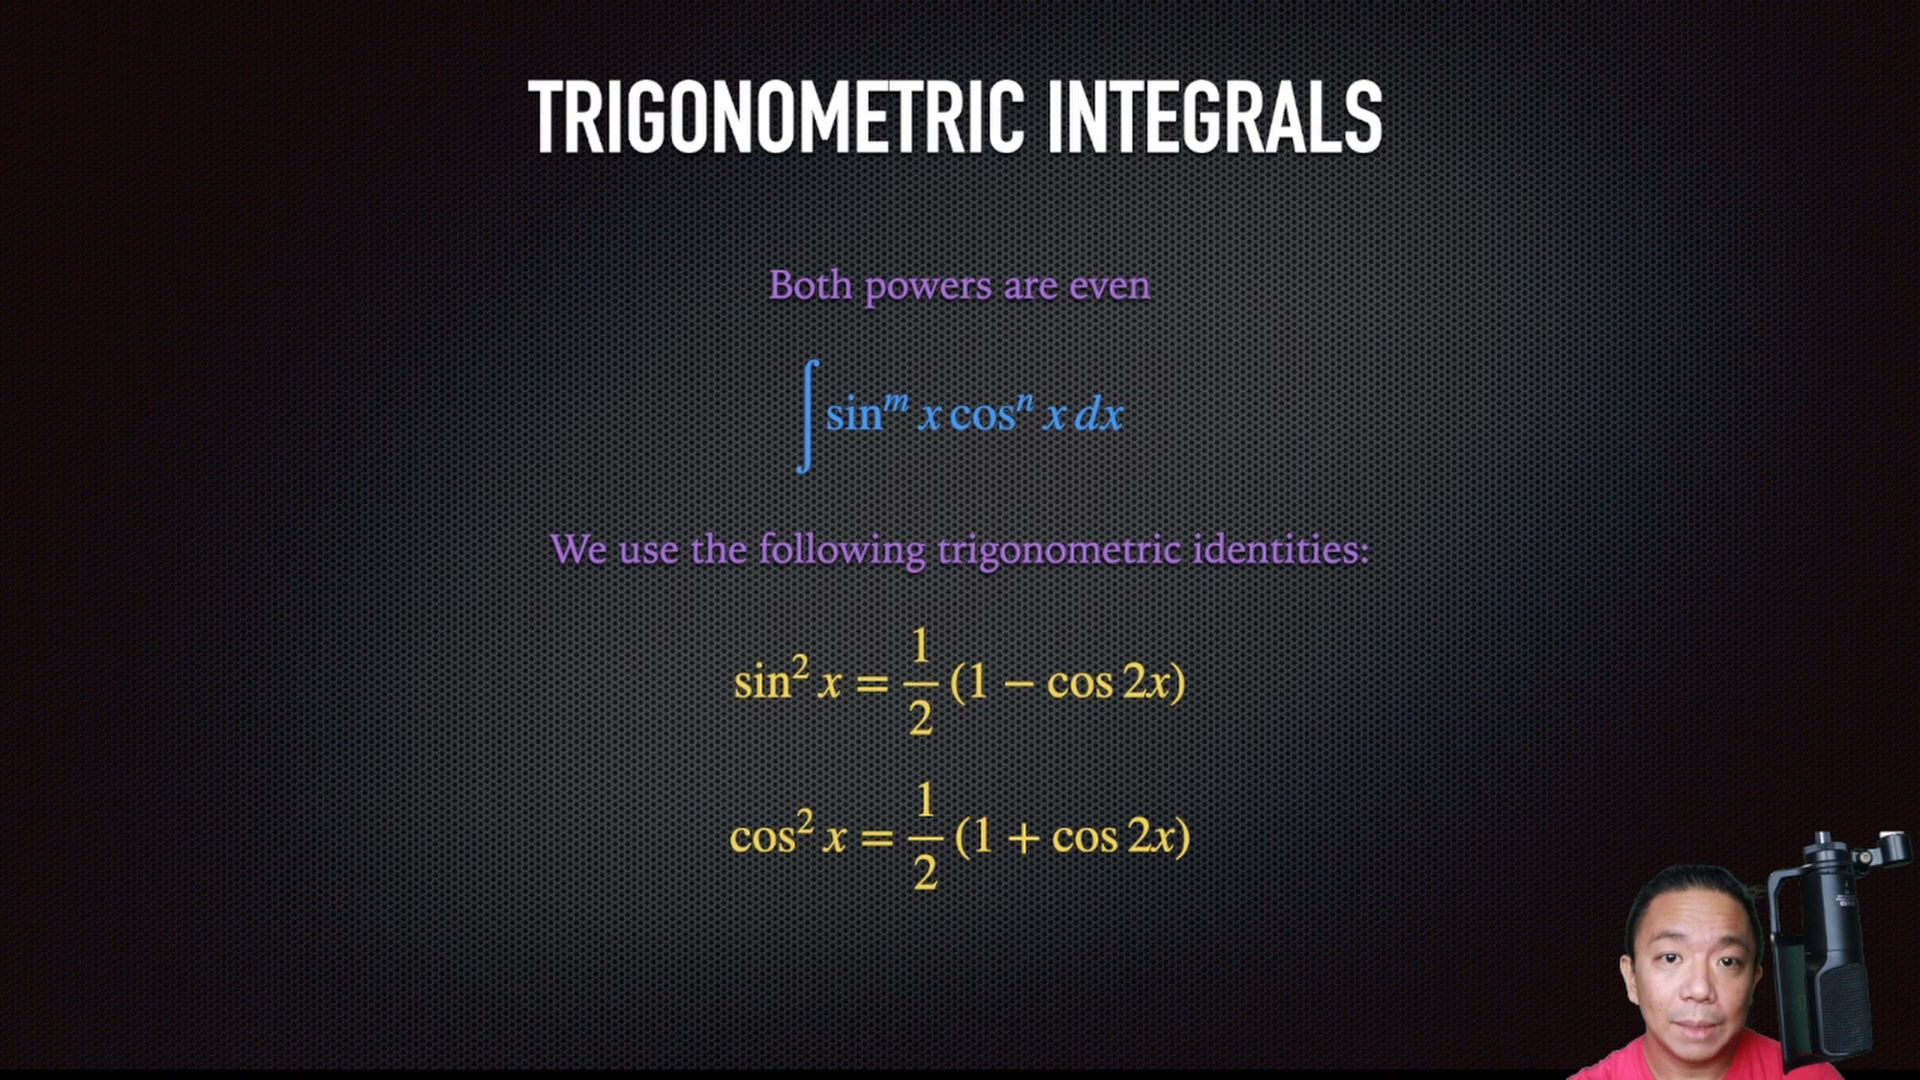 TRIGONOMETRIC INTEGRALS
Both powers are even
∫ sinᵐ x cosⁿ x dx
We use the following trigonometric identities:
sin² x = 1/2 (1 − cos 2x)
cos² x = 1/2 (1 + cos 2x)